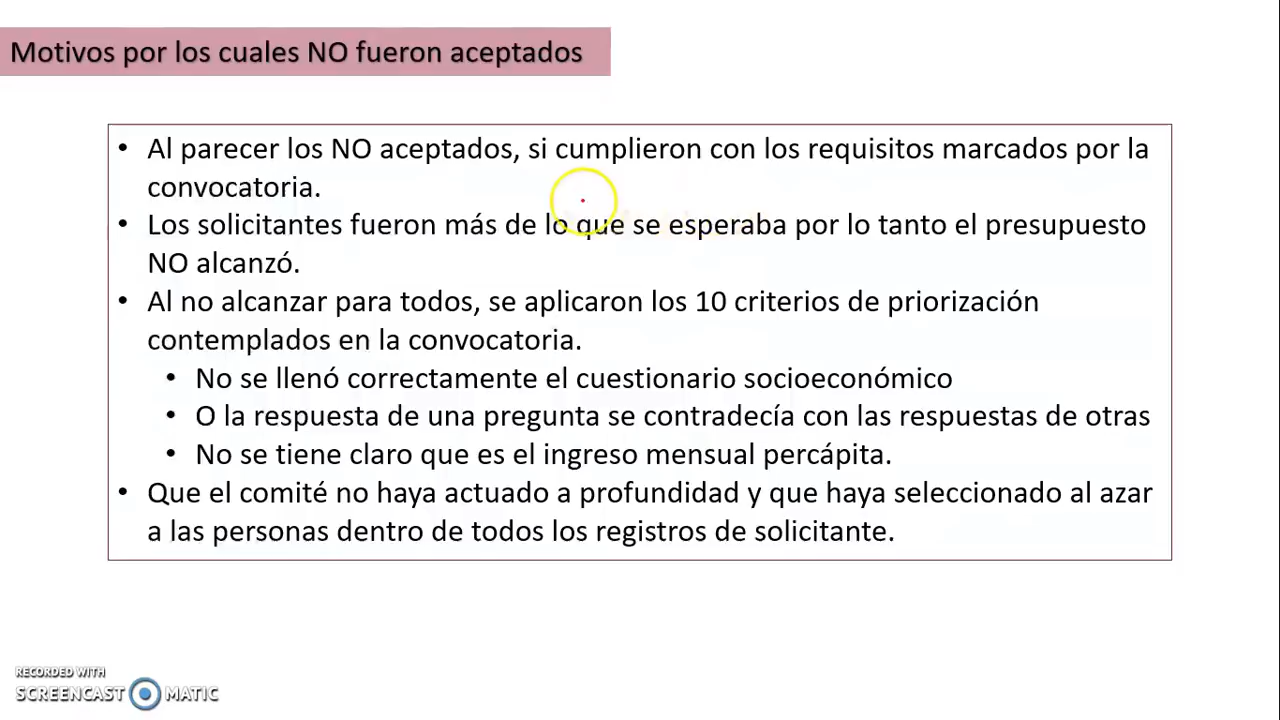 Motivos por los cuales NO fueron aceptados
• Al parecer los NO aceptados, si cumplieron con los requisitos marcados por la
convocatoria.
• Los solicitantes fueron más de lo que se esperaba por lo tanto el presupuesto
NO alcanzó.
• Al no alcanzar para todos, se aplicaron los 10 criterios de priorización
contemplados en la convocatoria.
• No se llenó correctamente el cuestionario socioeconómico
• O la respuesta de una pregunta se contradecía con las respuestas de otras
• No se tiene claro que es el ingreso mensual percápita.
• Que el comité no haya actuado a profundidad y que haya seleccionado al azar
a las personas dentro de todos los registros de solicitante.
RECORDED WITH
SCREENCAST MATIC